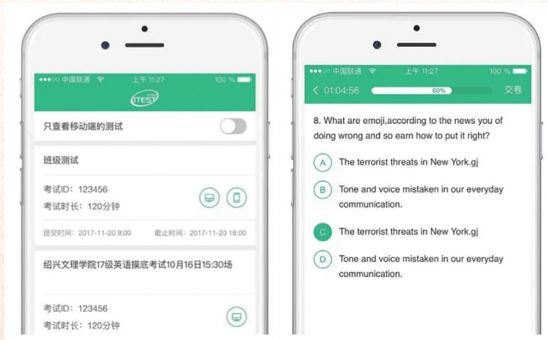 中国联通 上午 11:27 100 %
iTEST
只查看移动端的测试
班级测试
考试ID：123456
考试时长：120分钟
提交时间：2017-11-20 8:00 截止时间：2017-11-20 18:00
绍兴文理学院17级英语摸底考试10月16日15:30场
考试ID：123456
考试时长：120分钟
中国联通 上午 11:27 100 %
01:04:56 60% 交卷
8. What are emoji,according to the news you of
doing wrong and so earn how to put it right?
A The terrorist threats in New York.gj
B Tone and voice mistaken in our everyday
communication.
C The terrorist threats in New York.gj
D Tone and voice mistaken in our everyday
communication.